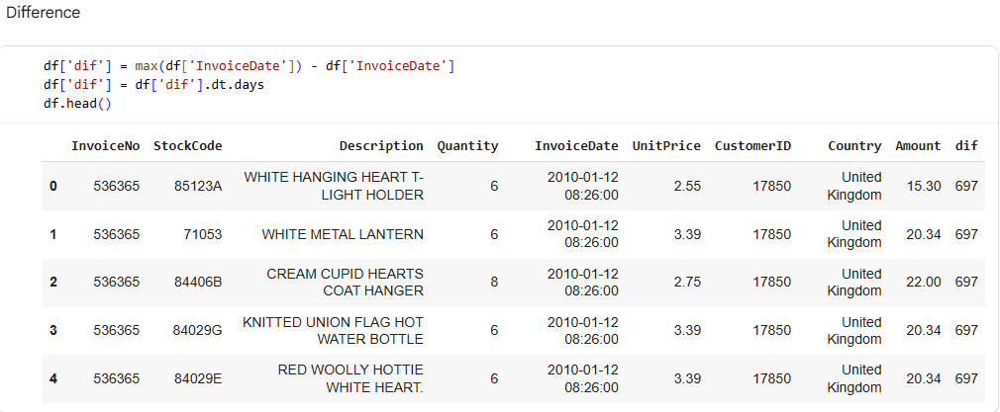 Difference
df['dif'] = max(df['InvoiceDate']) - df['InvoiceDate']
df['dif'] = df['dif'].dt.days
df.head()
InvoiceNo StockCode Description Quantity InvoiceDate UnitPrice CustomerID Country Amount dif
0 536365 85123A WHITE HANGING HEART T- 6 2010-01-12 2.55 17850 United 15.30 697
LIGHT HOLDER 08:26:00 Kingdom
1 536365 71053 WHITE METAL LANTERN 6 2010-01-12 3.39 17850 United 20.34 697
08:26:00 Kingdom
2 536365 84406B CREAM CUPID HEARTS 8 2010-01-12 2.75 17850 United 22.00 697
COAT HANGER 08:26:00 Kingdom
3 536365 84029G KNITTED UNION FLAG HOT 6 2010-01-12 3.39 17850 United 20.34 697
WATER BOTTLE 08:26:00 Kingdom
4 536365 84029E RED WOOLLY HOTTIE 6 2010-01-12 3.39 17850 United 20.34 697
WHITE HEART. 08:26:00 Kingdom